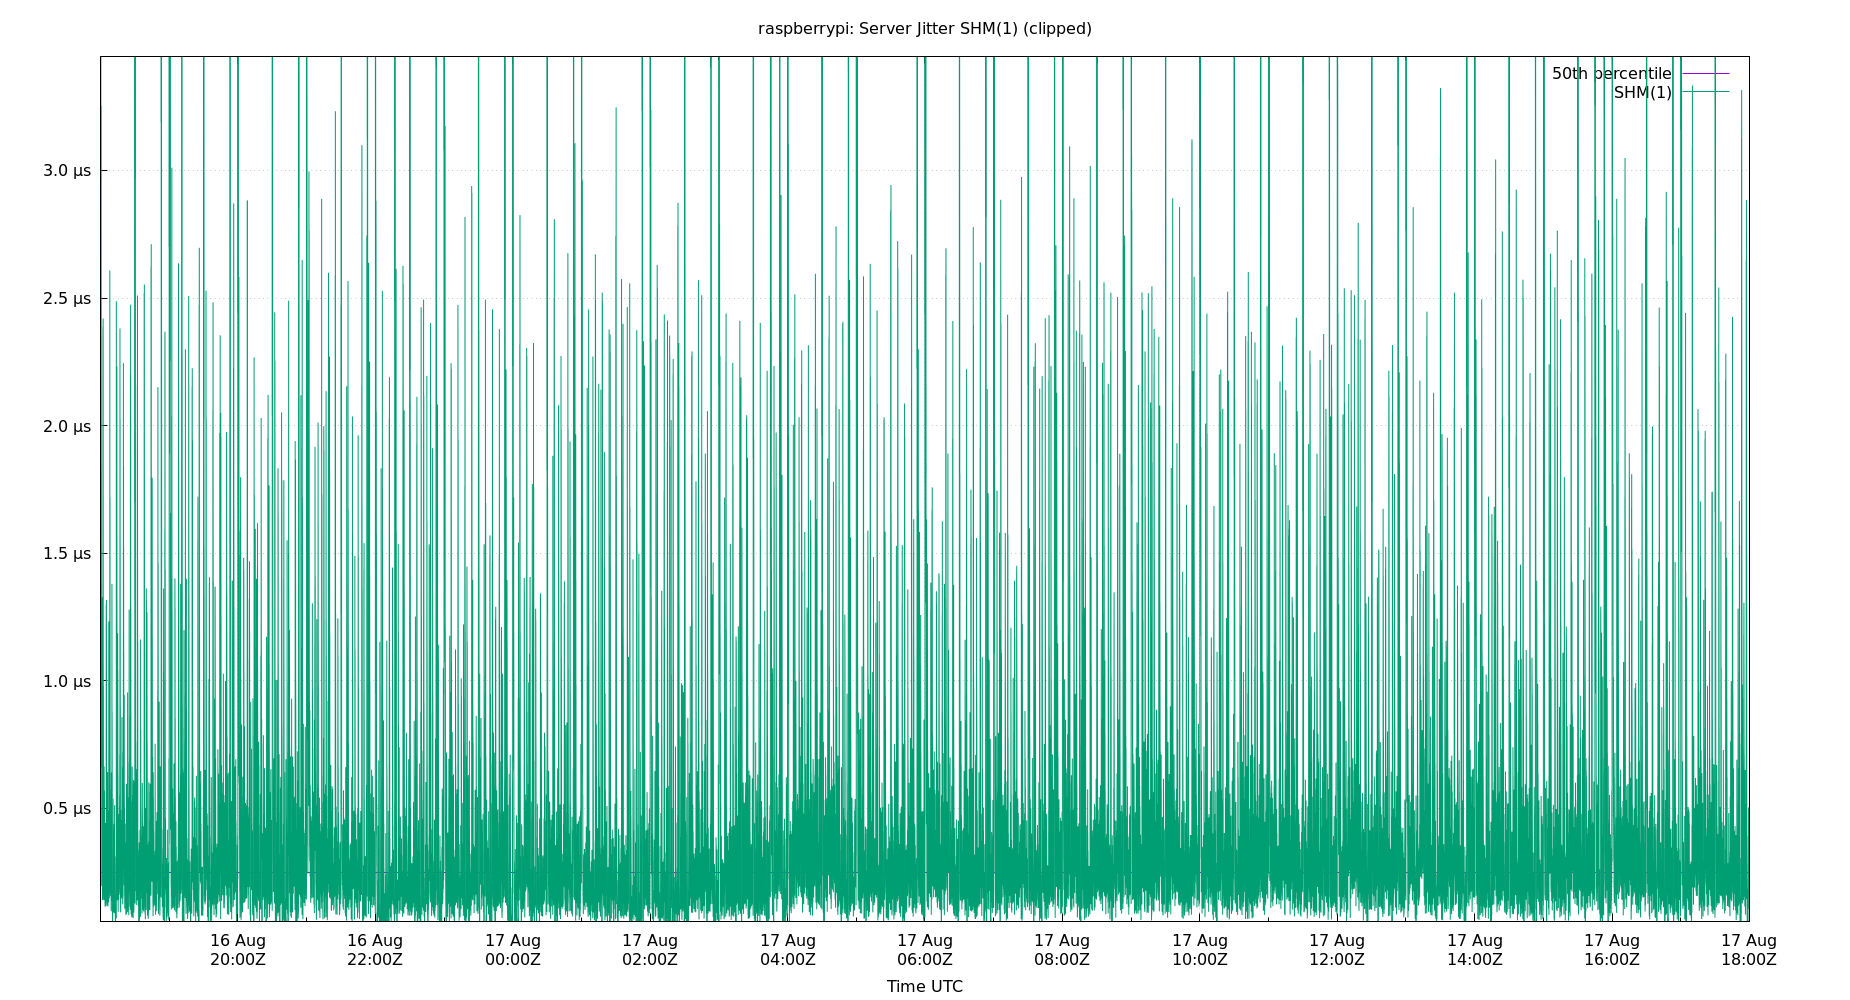 raspberrypi: Server Jitter SHM(1) (clipped)
50th percentile
SHM(1)
3.0 µs
2.5 µs
2.0 µs
1.5 µs
1.0 µs
0.5 µs
16 Aug 16 Aug 17 Aug 17 Aug 17 Aug 17 Aug 17 Aug 17 Aug 17 Aug 17 Aug 17 Aug 17 Aug
20:00Z 22:00Z 00:00Z 02:00Z 04:00Z 06:00Z 08:00Z 10:00Z 12:00Z 14:00Z 16:00Z 18:00Z
Time UTC